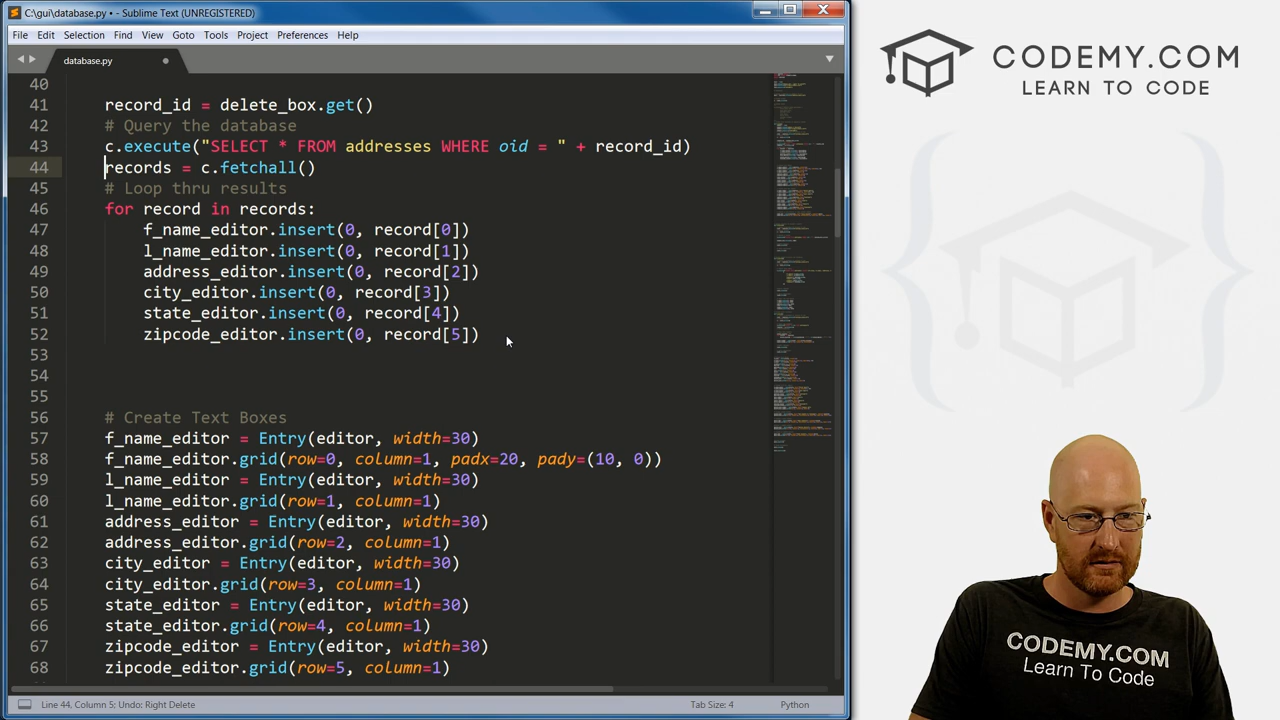 C:\gui\database.py • - Sublime Text (UNREGISTERED)
File Edit Selection Find View Goto Tools Project Preferences Help
database.py
40
41 record_id = delete_box.get()
42 # Query the database
43 c.execute("SELECT * FROM addresses WHERE oid = " + record_id)
44 records = c.fetchall()
45 # Loop thru results
46 for record in records:
47 f_name_editor.insert(0, record[0])
48 l_name_editor.insert(0, record[1])
49 address_editor.insert(0, record[2])
50 city_editor.insert(0, record[3])
51 state_editor.insert(0, record[4])
52 zipcode_editor.insert(0, record[5])
53
54
55
56 # Create Text Boxes
57 f_name_editor = Entry(editor, width=30)
58 f_name_editor.grid(row=0, column=1, padx=20, pady=(10, 0))
59 l_name_editor = Entry(editor, width=30)
60 l_name_editor.grid(row=1, column=1)
61 address_editor = Entry(editor, width=30)
62 address_editor.grid(row=2, column=1)
63 city_editor = Entry(editor, width=30)
64 city_editor.grid(row=3, column=1)
65 state_editor = Entry(editor, width=30)
66 state_editor.grid(row=4, column=1)
67 zipcode_editor = Entry(editor, width=30)
68 zipcode_editor.grid(row=5, column=1)
Line 44, Column 5; Undo: Right Delete Tab Size: 4 Python
CODEMY.COM
LEARN TO CODE
CODEMY.COM
Learn To Code